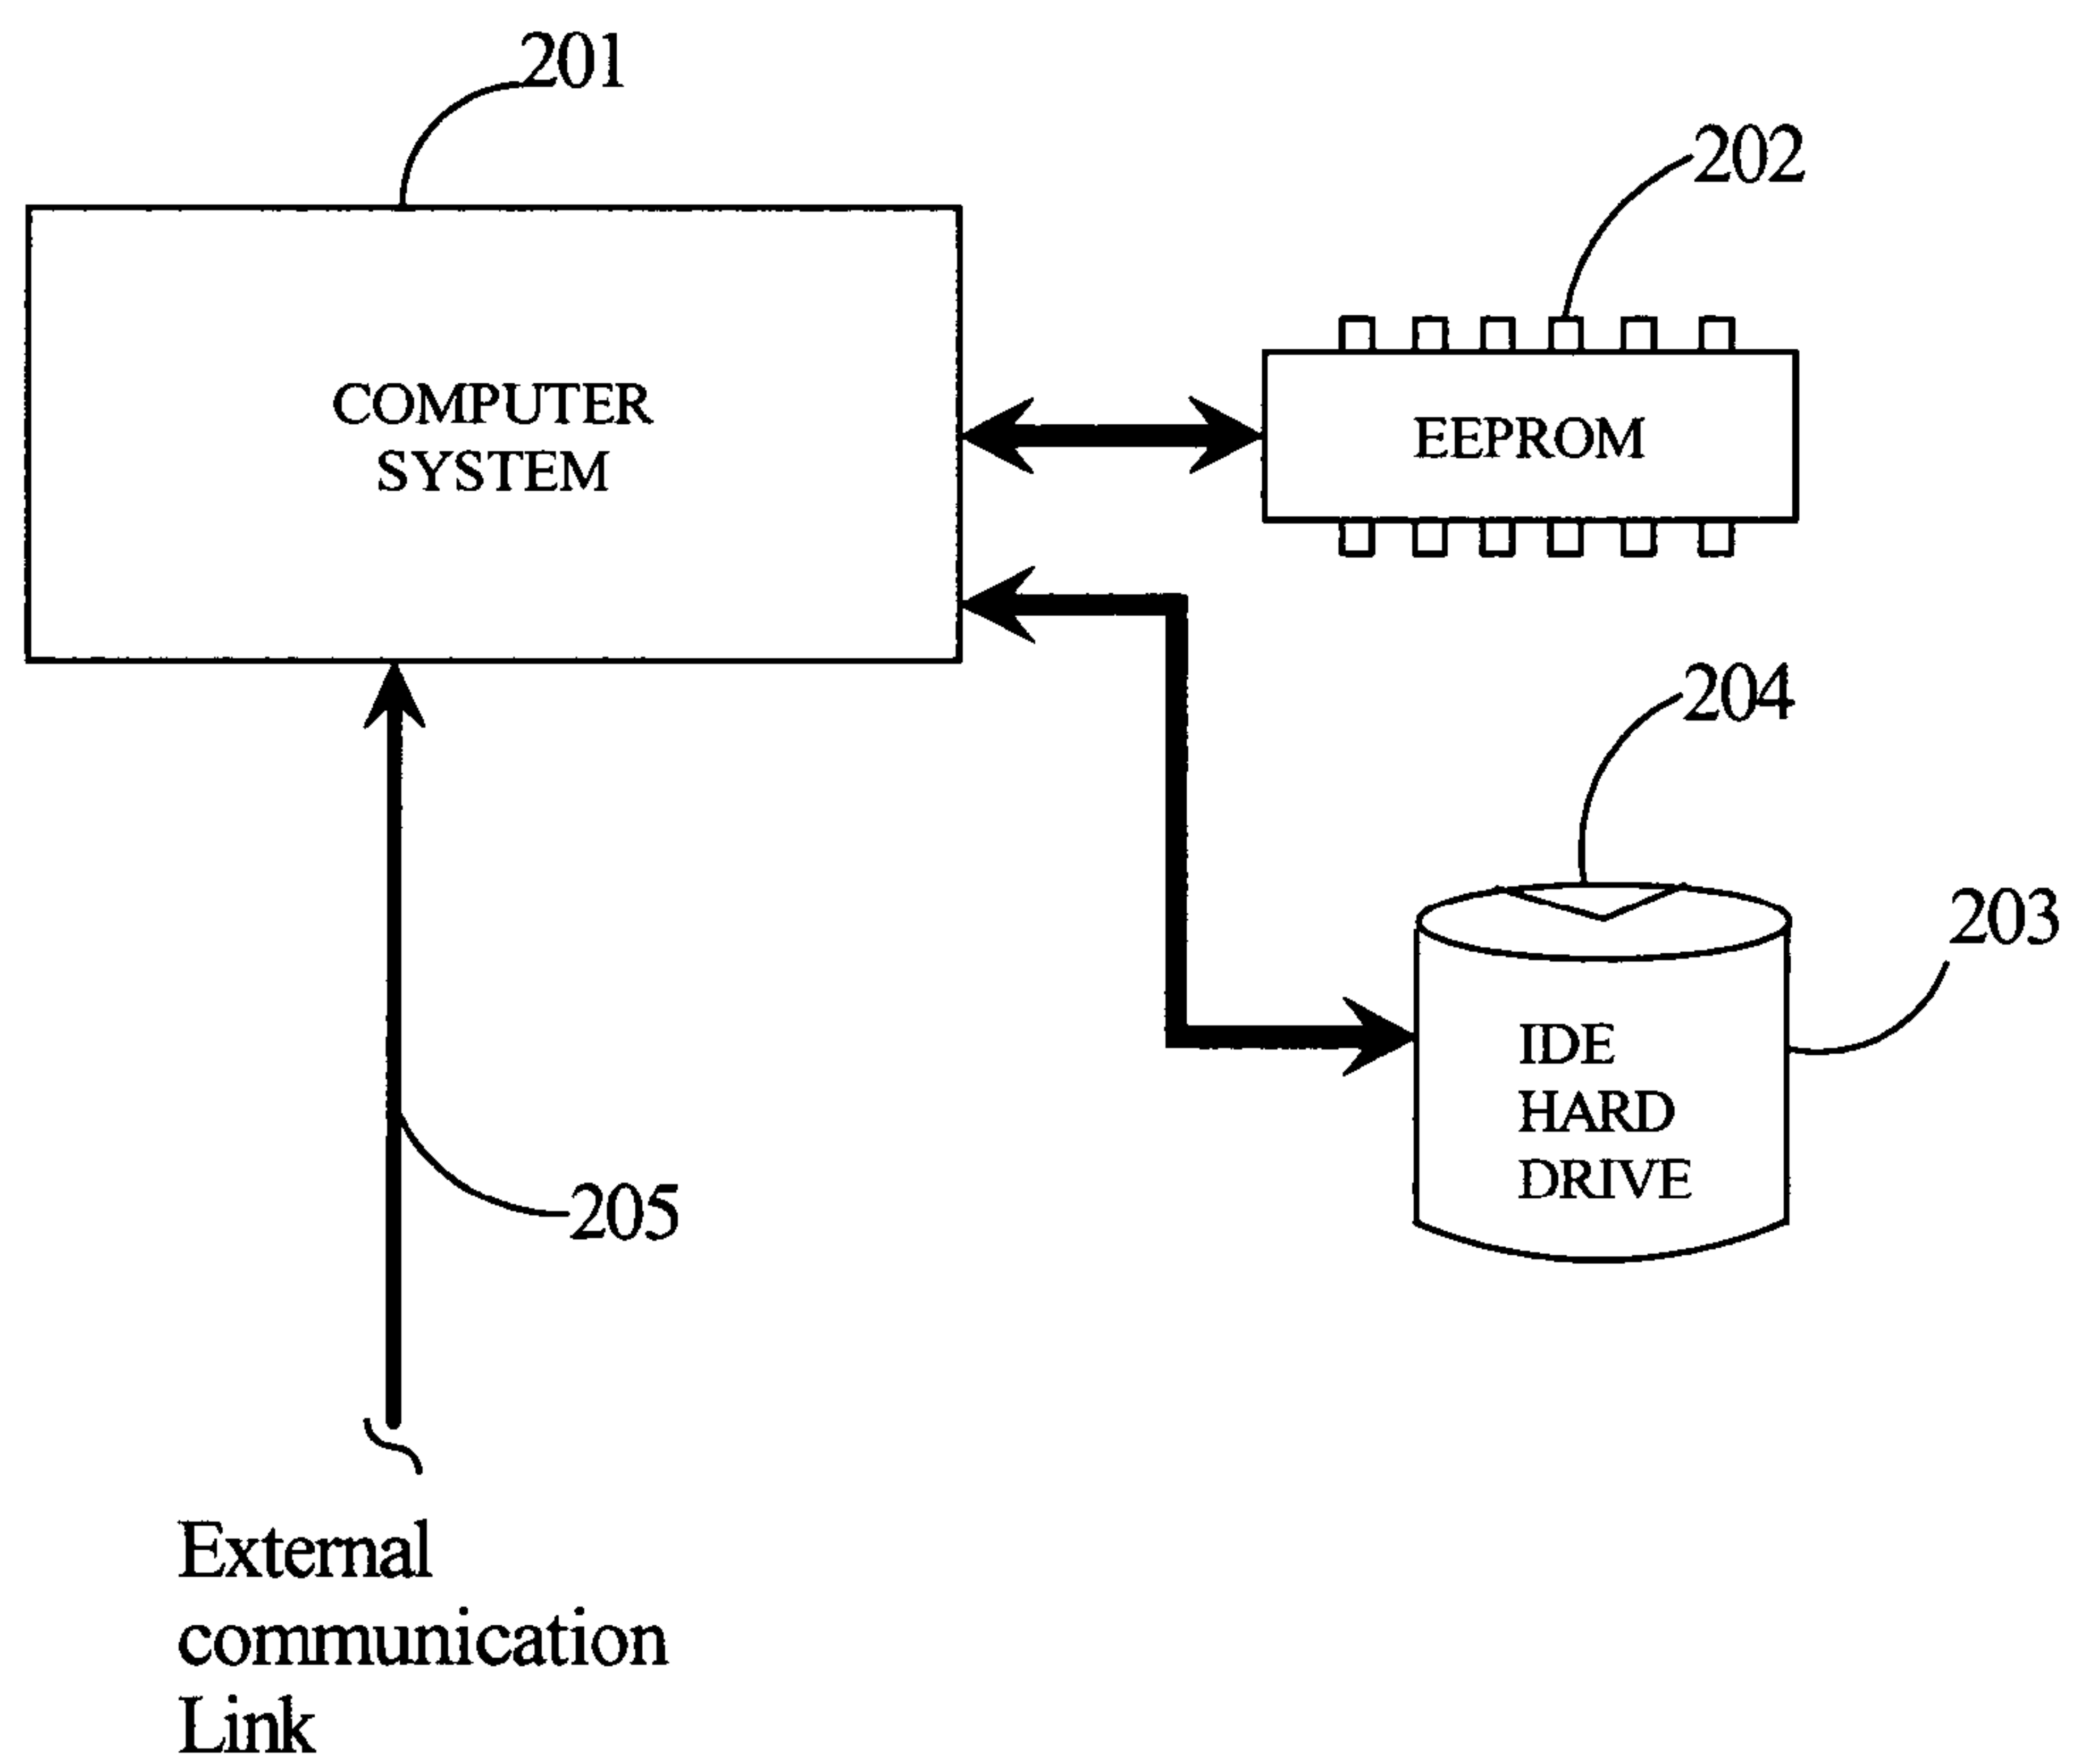 201
202
COMPUTER
SYSTEM
EEPROM
204
203
IDE
HARD
DRIVE
205
External
communication
Link